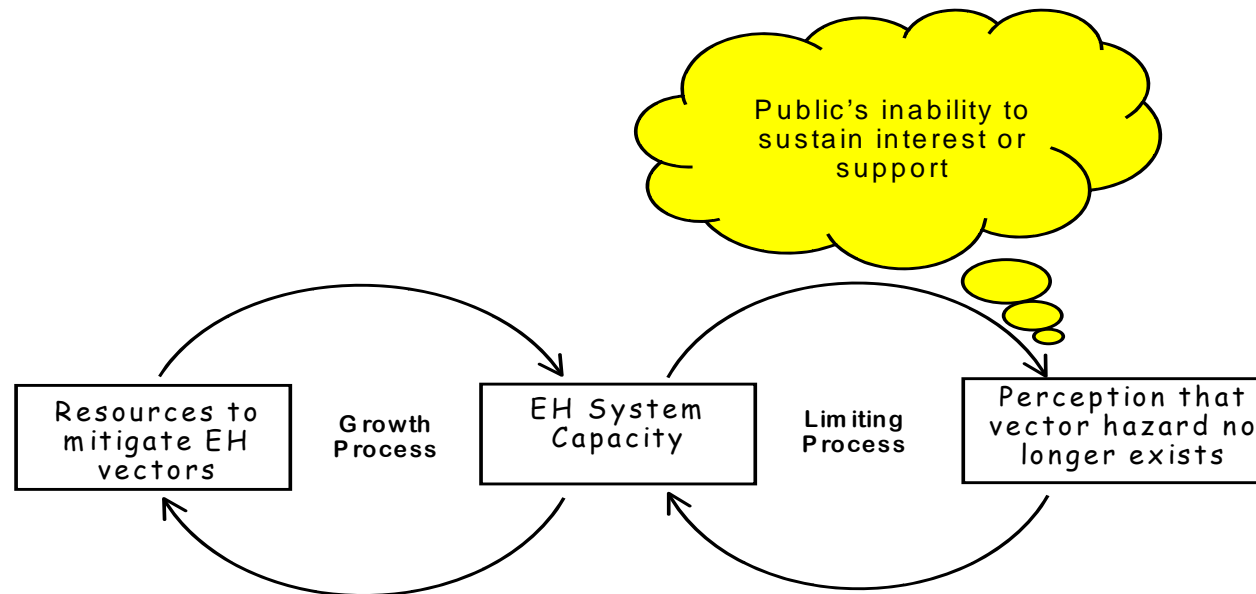 Public's inability to
sustain interest or
support
Resources to
mitigate EH
vectors
Growth
Process
EH System
Capacity
Limiting
Process
Perception that
vector hazard no
longer exists